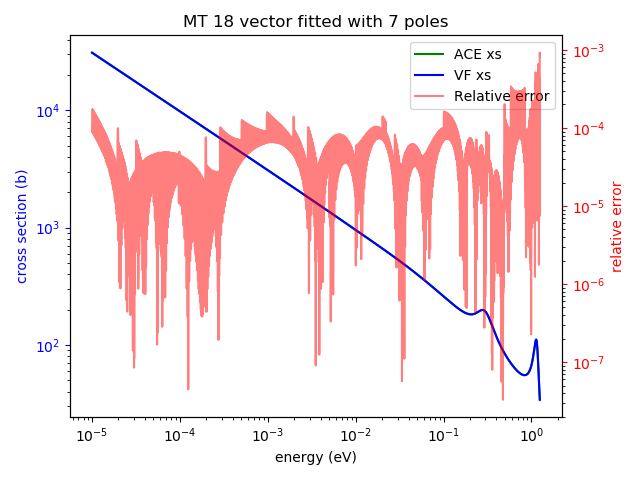 MT 18 vector fitted with 7 poles
ACE xs
VF xs
Relative error
cross section (b)
10⁴
10³
10²
10⁻³
10⁻⁴
10⁻⁵
10⁻⁶
10⁻⁷
relative error
10⁻⁵ 10⁻⁴ 10⁻³ 10⁻² 10⁻¹ 10⁰
energy (eV)